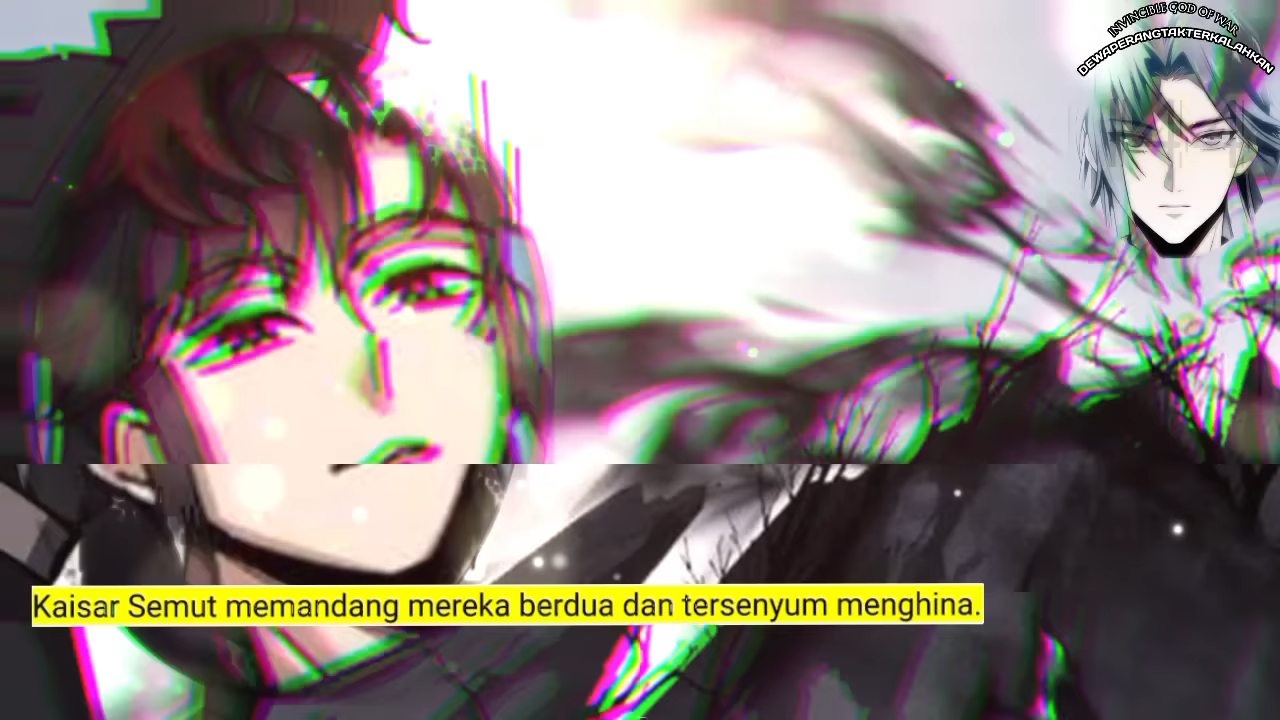 INVINCIBLE GOD OF WAR
DEWAPERANGTAKTERKALAHKAN
Kaisar Semut memandang mereka berdua dan tersenyum menghina.